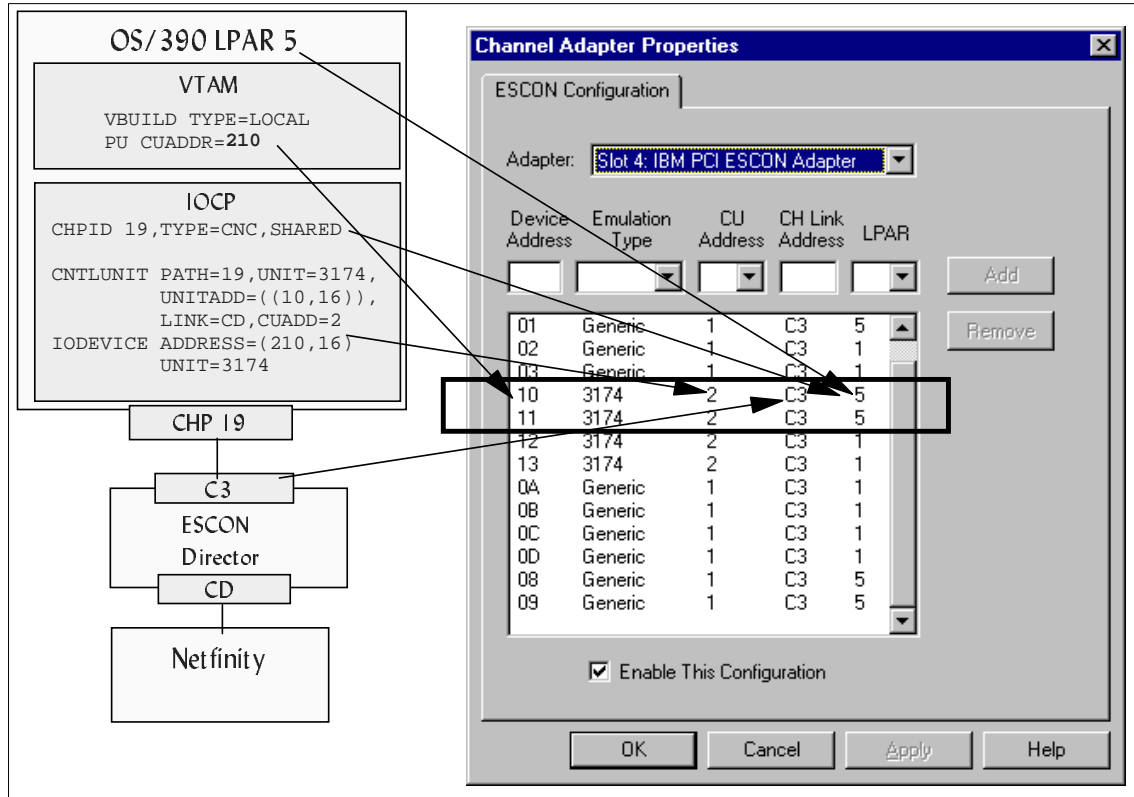 OS/390 LPAR 5
VTAM
VBUILD TYPE=LOCAL
PU CUADDR=210
IOCP
CHPID 19,TYPE=CNC,SHARED
CNTLUNIT PATH=19,UNIT=3174,
UNITADD=((10,16)),
LINK=CD,CUADD=2
IODEVICE ADDRESS=(210,16)
UNIT=3174
CHP 19
C3
ESCON
Director
CD
Netfinity
Channel Adapter Properties
ESCON Configuration
Adapter: Slot 4: IBM PCI ESCON Adapter
Device Emulation CU CH Link
Address Type Address Address LPAR
Add
Remove
01 Generic 1 C3 5
02 Generic 1 C3 1
03 Generic 1 C3 1
10 3174 2 C3 5
11 3174 2 C3 5
12 3174 2 C3 1
13 3174 2 C3 1
0A Generic 1 C3 1
0B Generic 1 C3 1
0C Generic 1 C3 1
0D Generic 1 C3 1
08 Generic 1 C3 5
09 Generic 1 C3 5
Enable This Configuration
OK Cancel Apply Help